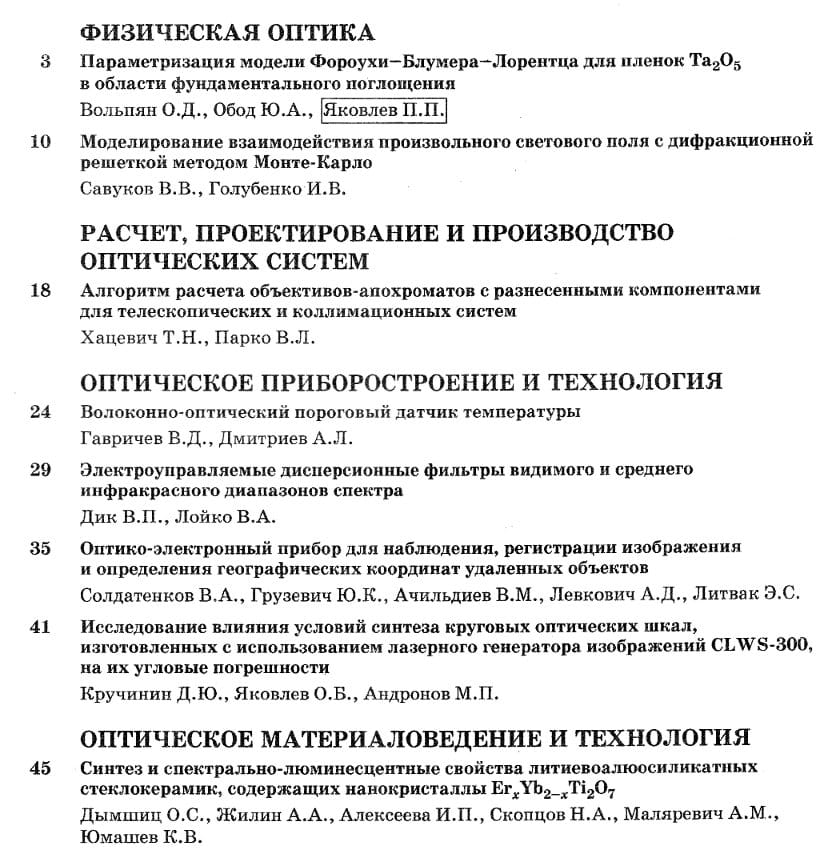 ФИЗИЧЕСКАЯ ОПТИКА
3 Параметризация модели Фороухи–Блумера–Лорентца для пленок Ta₂O₅
в области фундаментального поглощения
Вольпян О.Д., Обод Ю.А., Яковлев П.П.
10 Моделирование взаимодействия произвольного светового поля с дифракционной
решеткой методом Монте-Карло
Савуков В.В., Голубенко И.В.
РАСЧЕТ, ПРОЕКТИРОВАНИЕ И ПРОИЗВОДСТВО
ОПТИЧЕСКИХ СИСТЕМ
18 Алгоритм расчета объективов-апохроматов с разнесенными компонентами
для телескопических и коллимационных систем
Хацевич Т.Н., Парко В.Л.
ОПТИЧЕСКОЕ ПРИБОРОСТРОЕНИЕ И ТЕХНОЛОГИЯ
24 Волоконно-оптический пороговый датчик температуры
Гавричев В.Д., Дмитриев А.Л.
29 Электроуправляемые дисперсионные фильтры видимого и среднего
инфракрасного диапазонов спектра
Дик В.П., Лойко В.А.
35 Оптико-электронный прибор для наблюдения, регистрации изображения
и определения географических координат удаленных объектов
Солдатенков В.А., Грузевич Ю.К., Ачильдиев В.М., Левкович А.Д., Литвак Э.С.
41 Исследование влияния условий синтеза круговых оптических шкал,
изготовленных с использованием лазерного генератора изображений CLWS-300,
на их угловые погрешности
Кручинин Д.Ю., Яковлев О.Б., Андронов М.П.
ОПТИЧЕСКОЕ МАТЕРИАЛОВЕДЕНИЕ И ТЕХНОЛОГИЯ
45 Синтез и спектрально-люминесцентные свойства литиевоалюосиликатных
стеклокерамик, содержащих нанокристаллы ErₓYb₂₋ₓTi₂O₇
Дымшиц О.С., Жилин А.А., Алексеева И.П., Скопцов Н.А., Маляревич А.М.,
Юмашев К.В.